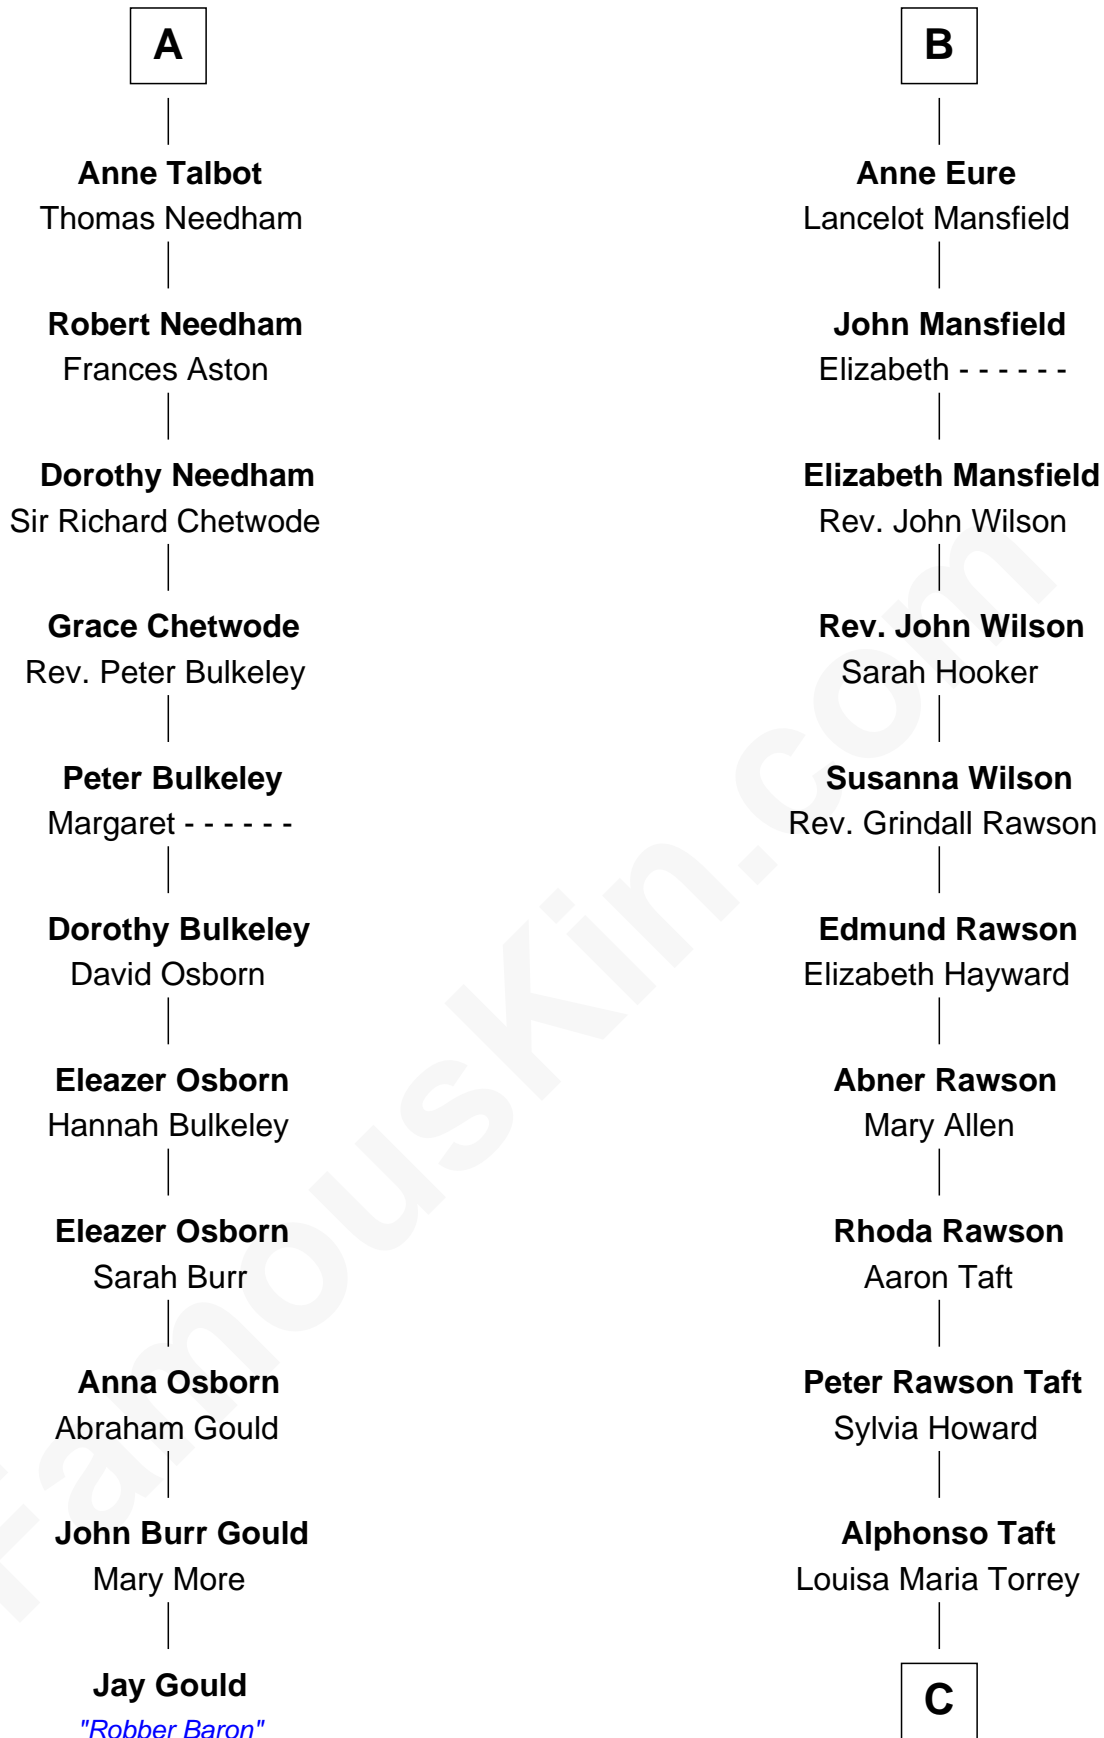 A
Anne Talbot
Thomas Needham
Robert Needham
Frances Aston
Dorothy Needham
Sir Richard Chetwode
Grace Chetwode
Rev. Peter Bulkeley
Peter Bulkeley
Margaret - - - - - -
Dorothy Bulkeley
David Osborn
Eleazer Osborn
Hannah Bulkeley
Eleazer Osborn
Sarah Burr
Anna Osborn
Abraham Gould
John Burr Gould
Mary More
Jay Gould
"Robber Baron"
B
Anne Eure
Lancelot Mansfield
John Mansfield
Elizabeth - - - - - -
Elizabeth Mansfield
Rev. John Wilson
Rev. John Wilson
Sarah Hooker
Susanna Wilson
Rev. Grindall Rawson
Edmund Rawson
Elizabeth Hayward
Abner Rawson
Mary Allen
Rhoda Rawson
Aaron Taft
Peter Rawson Taft
Sylvia Howard
Alphonso Taft
Louisa Maria Torrey
C
FamousKin.com